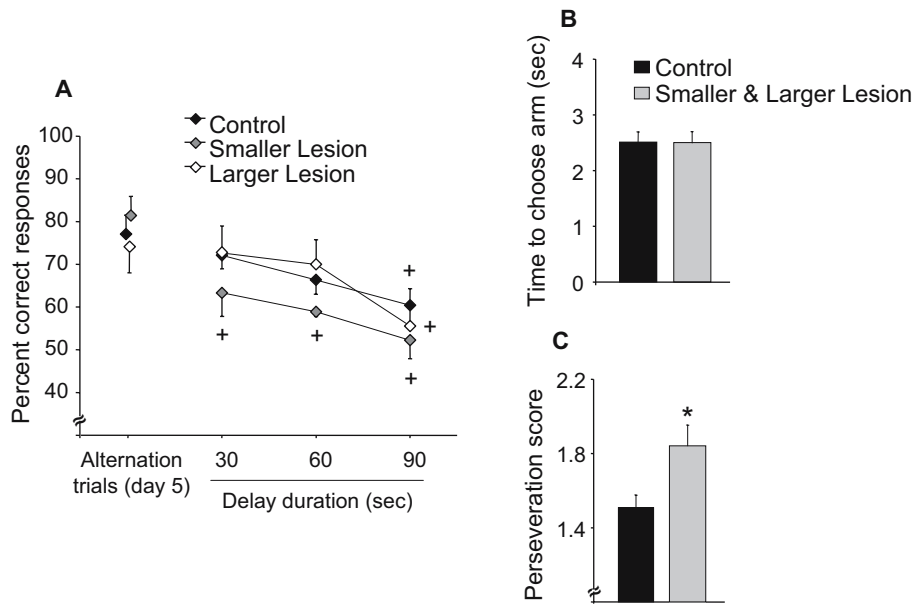 A
Percent correct responses
100
90
80
70
60
50
40
Control
Smaller Lesion
Larger Lesion
+
+
+
+
+
Alternation
trials (day 5)
30 60 90
Delay duration (sec)
B
Time to choose arm (sec)
4
3
2
1
0
Control
Smaller & Larger Lesion
C
Perseveration score
2.2
1.8
1.4
*